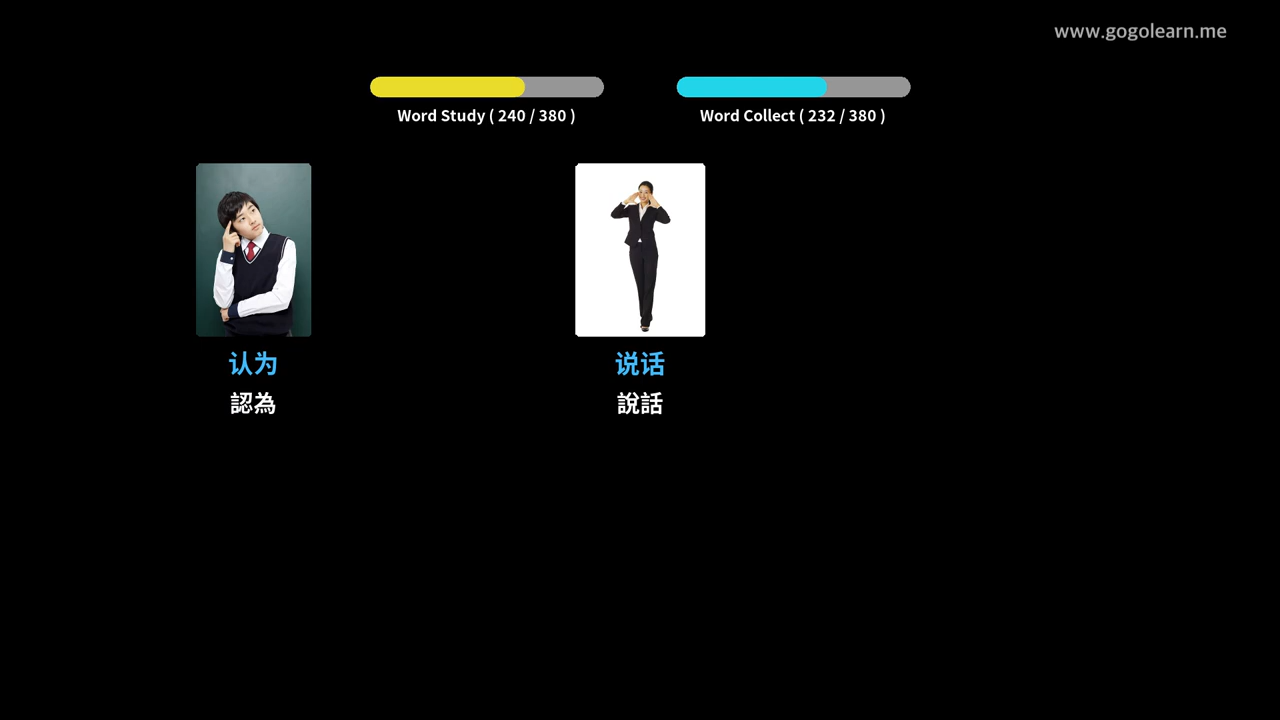 www.gogolearn.me
Word Study ( 240 / 380 )
Word Collect ( 232 / 380 )
认为
認為
说话
說話